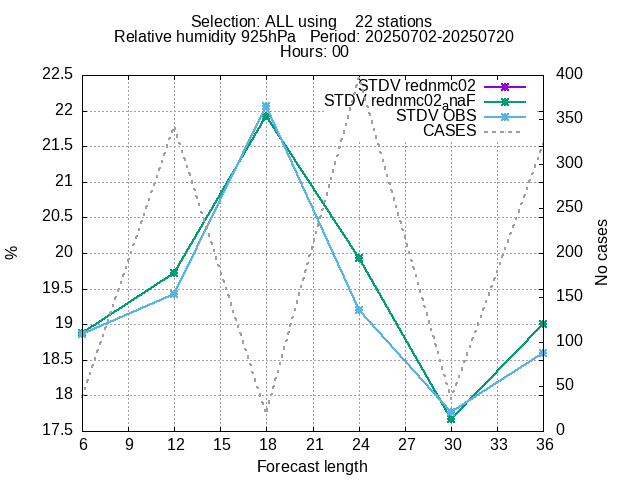 Selection: ALL using    22 stations
Relative humidity 925hPa   Period: 20250702-20250720
Hours: 00
STDV rednmc02
STDV rednmc02anaF
STDV OBS
CASES
22.5
22
21.5
21
20.5
20
19.5
19
18.5
18
17.5
%
400
350
300
250
200
150
100
50
0
No cases
6 9 12 15 18 21 24 27 30 33 36
Forecast length